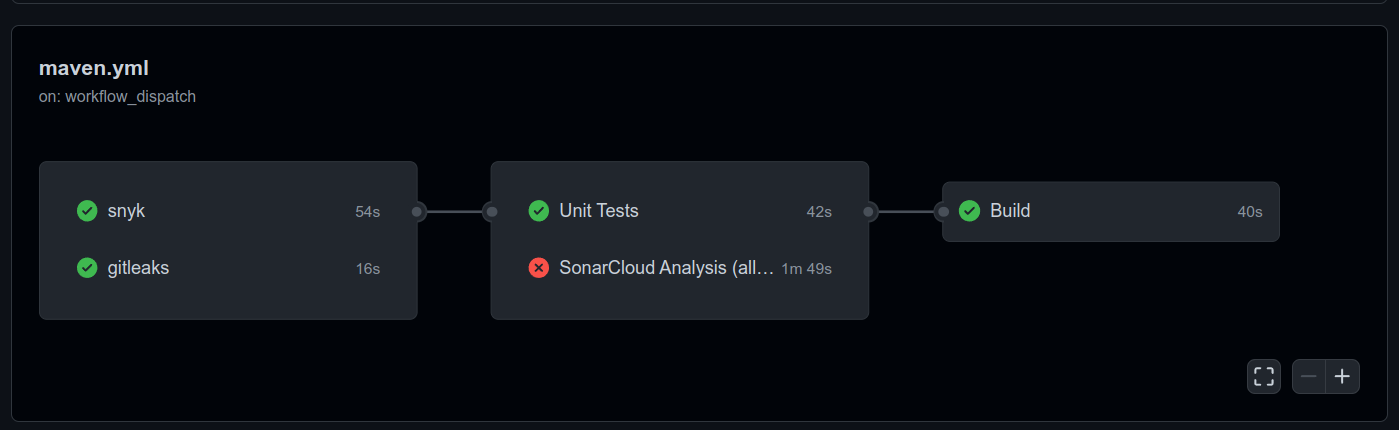 maven.yml
on: workflow_dispatch
snyk 54s
gitleaks 16s
Unit Tests 42s
SonarCloud Analysis (all… 1m 49s
Build 40s